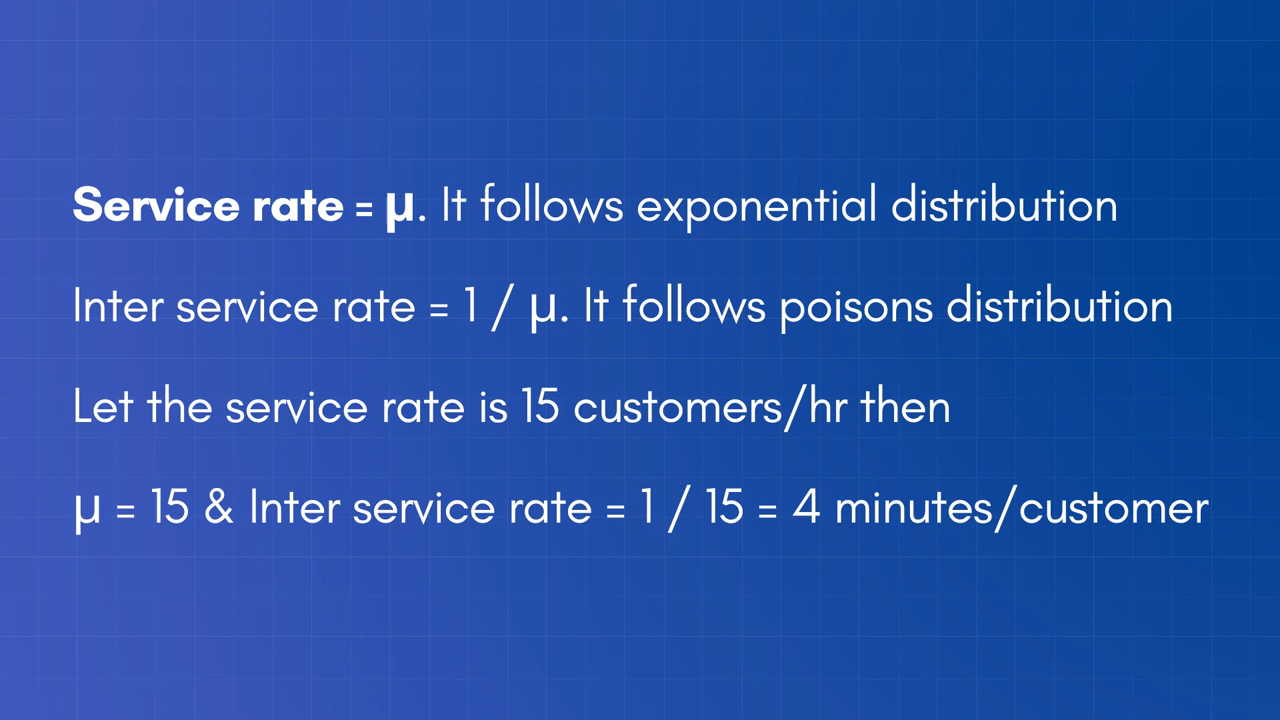 Service rate = μ. It follows exponential distribution
Inter service rate = 1 / μ. It follows poisons distribution
Let the service rate is 15 customers/hr then
μ = 15 & Inter service rate = 1 / 15 = 4 minutes/customer